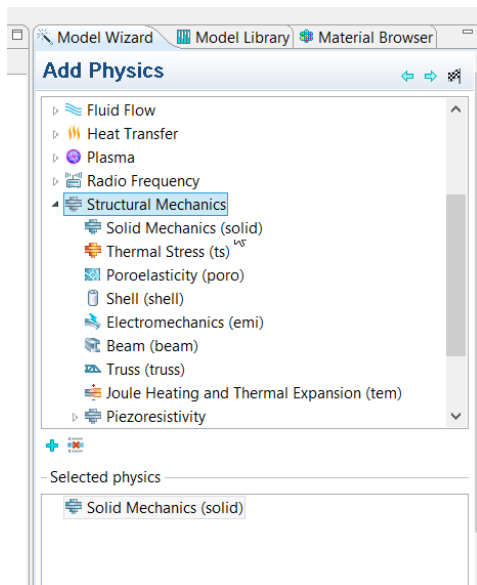 Model Wizard Model Library Material Browser
Add Physics
Fluid Flow
Heat Transfer
Plasma
Radio Frequency
Structural Mechanics
Solid Mechanics (solid)
Thermal Stress (ts)
Poroelasticity (poro)
Shell (shell)
Electromechanics (emi)
Beam (beam)
Truss (truss)
Joule Heating and Thermal Expansion (tem)
Piezoresistivity
Selected physics
Solid Mechanics (solid)